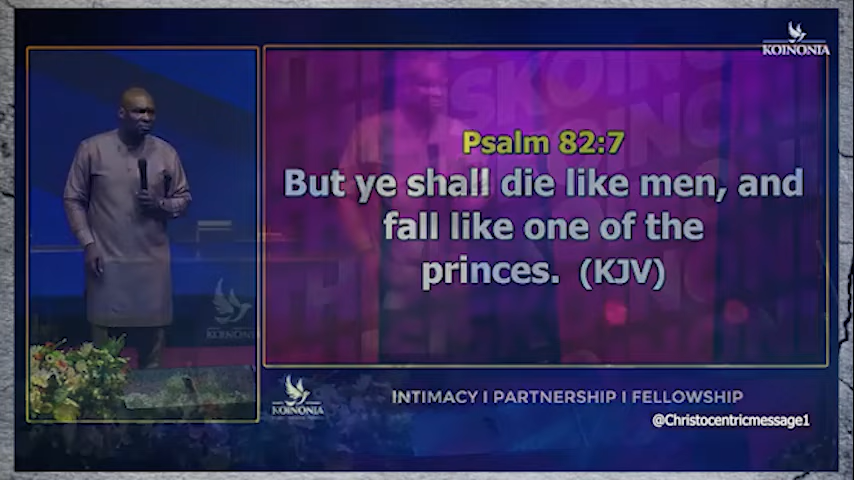 KOINONIA
Psalm 82:7
But ye shall die like men, and
fall like one of the
princes. (KJV)
KOINONIA
KOINONIA
INTIMACY I PARTNERSHIP I FELLOWSHIP
@Christocentricmessage1